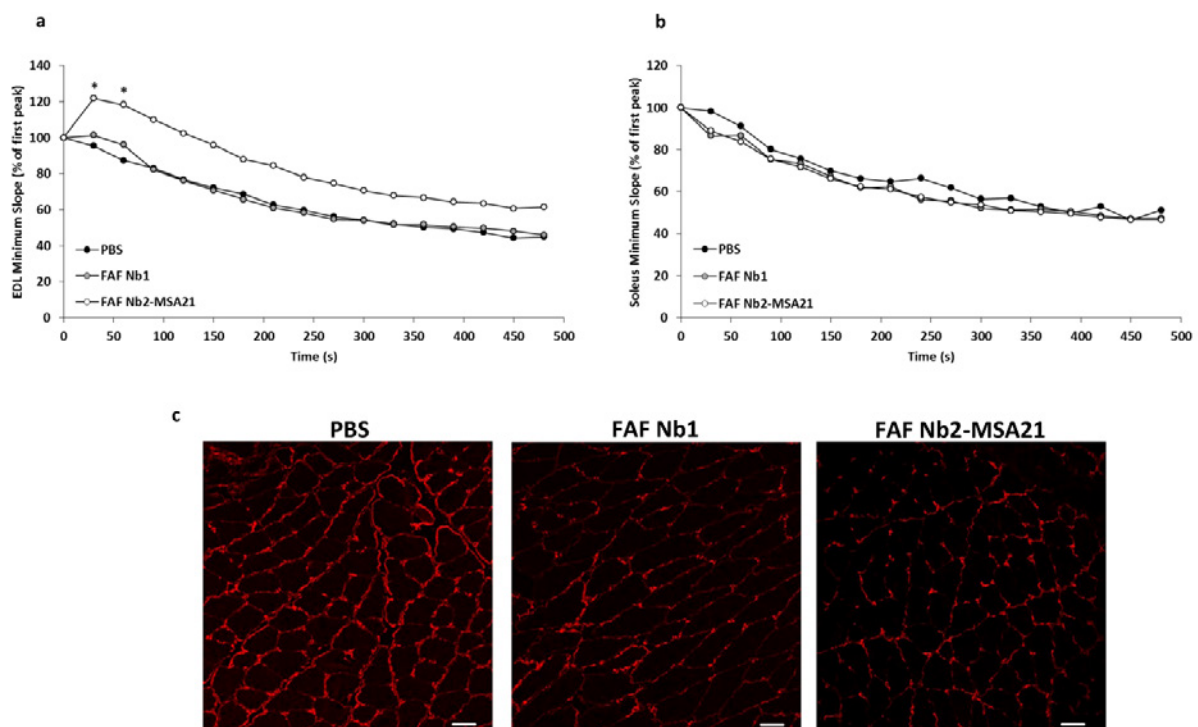 a
EDL Minimum Slope (% of first peak)
140
120
100
80
60
40
20
0
* *
PBS
FAF Nb1
FAF Nb2-MSA21
0 50 100 150 200 250 300 350 400 450 500
Time (s)
b
Soleus Minimum Slope (% of first peak)
120
100
80
60
40
20
0
PBS
FAF Nb1
FAF Nb2-MSA21
0 50 100 150 200 250 300 350 400 450 500
Time (s)
c
PBS
FAF Nb1
FAF Nb2-MSA21